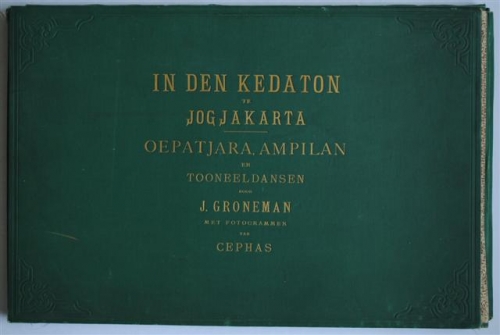 IN DEN KEDATON
TE
JOGJAKARTA
OEPATJARA, AMPILAN
EN
TOONEELDANSEN
DOOR
J. GRONEMAN
MET FOTOGRAMMEN
VAN
CEPHAS